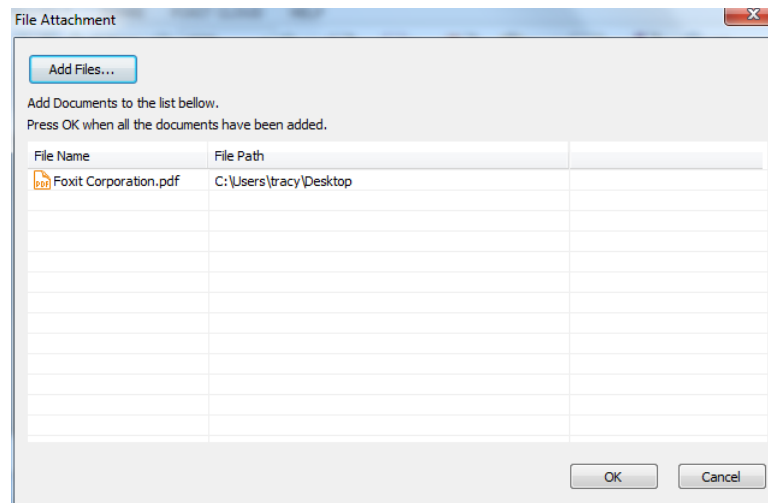 File Attachment
Add Files...
Add Documents to the list bellow.
Press OK when all the documents have been added.
File Name File Path
PDF Foxit Corporation.pdf C:\Users\tracy\Desktop
OK Cancel